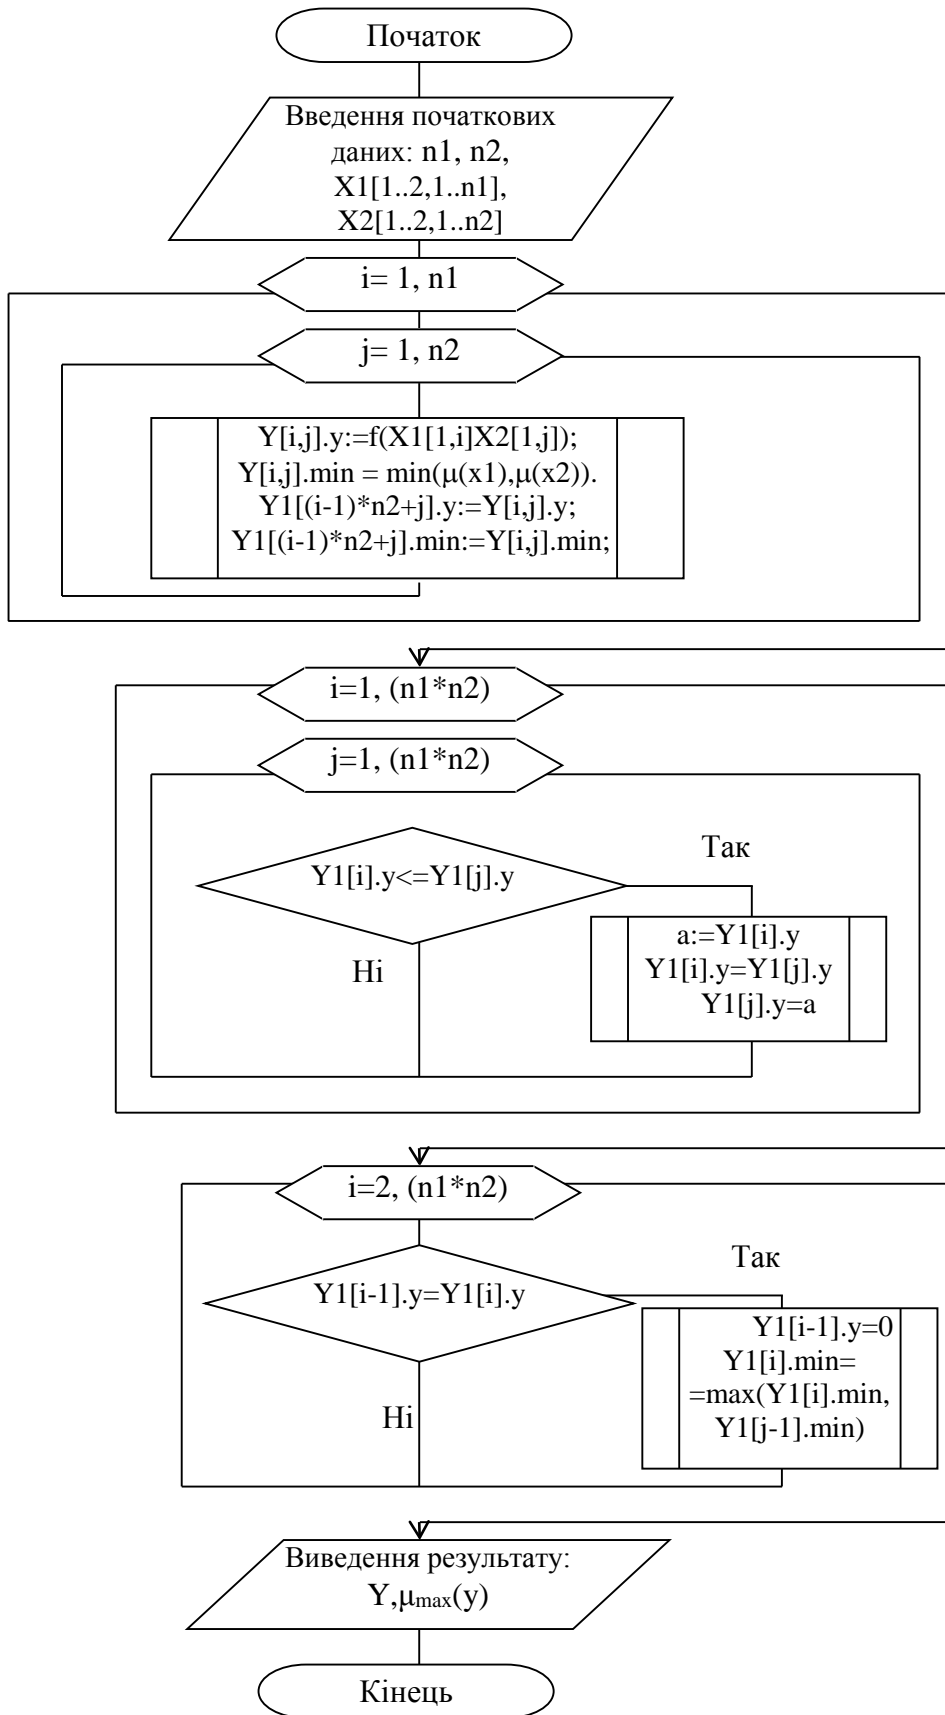 Початок
Введення початкових
даних: n1, n2,
X1[1..2,1..n1],
X2[1..2,1..n2]
i= 1, n1
j= 1, n2
Y[i,j].y:=f(X1[1,i]X2[1,j]);
Y[i,j].min = min(μ(x1),μ(x2)).
Y1[(i-1)*n2+j].y:=Y[i,j].y;
Y1[(i-1)*n2+j].min:=Y[i,j].min;
i=1, (n1*n2)
j=1, (n1*n2)
Так
Y1[i].y<=Y1[j].y
Ні
a:=Y1[i].y
Y1[i].y=Y1[j].y
Y1[j].y=a
i=2, (n1*n2)
Так
Y1[i-1].y=Y1[i].y
Ні
Y1[i-1].y=0
Y1[i].min=
=max(Y1[i].min,
Y1[j-1].min)
Виведення результату:
Y,μmax(y)
Кінець